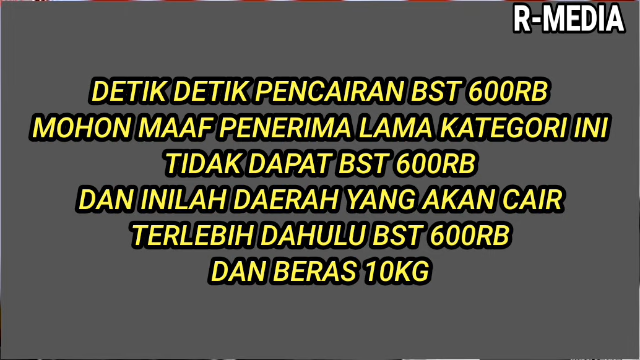 R-MEDIA
DETIK DETIK PENCAIRAN BST 600RB
MOHON MAAF PENERIMA LAMA KATEGORI INI
TIDAK DAPAT BST 600RB
DAN INILAH DAERAH YANG AKAN CAIR
TERLEBIH DAHULU BST 600RB
DAN BERAS 10KG